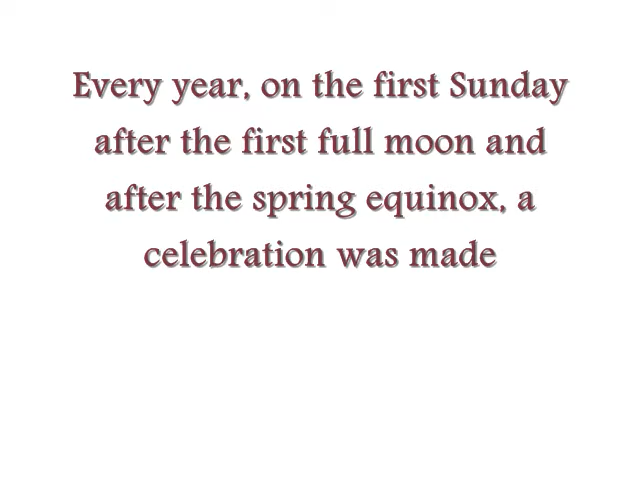 Every year, on the first Sunday
after the first full moon and
after the spring equinox, a
celebration was made